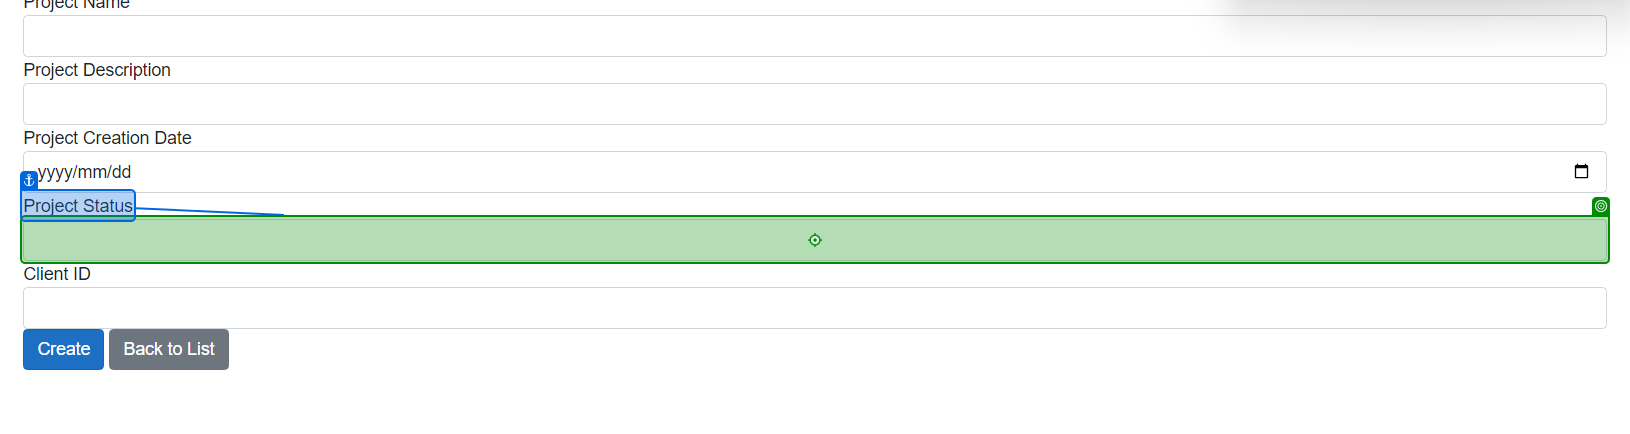 Project Name
Project Description
Project Creation Date
yyyy/mm/dd
Project Status
Client ID
Create Back to List